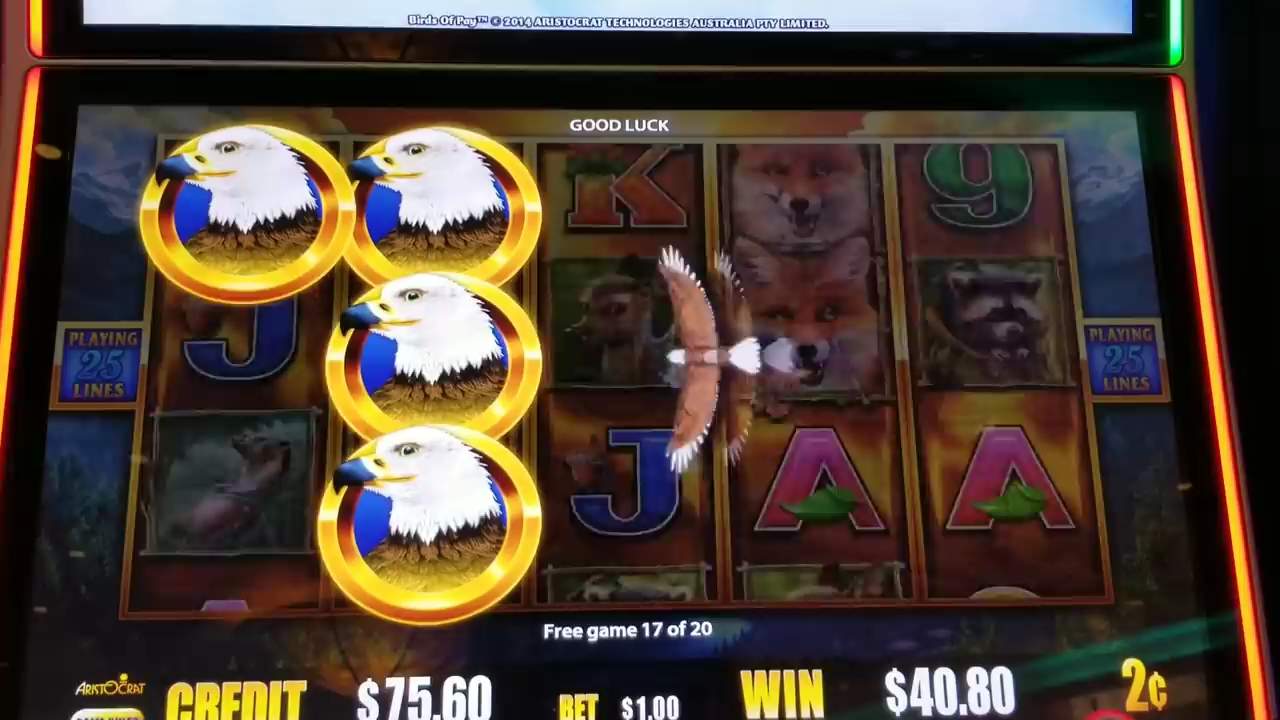 Birds Of Pay™ © 2014 ARISTOCRAT TECHNOLOGIES AUSTRALIA PTY LIMITED.
GOOD LUCK
K
9
PLAYING
25
LINES
J
PLAYING
25
LINES
J
A
A
Free game 17 of 20
ARISTOCRAT
CREDIT $75.60 BET $1.00 WIN $40.80 2¢